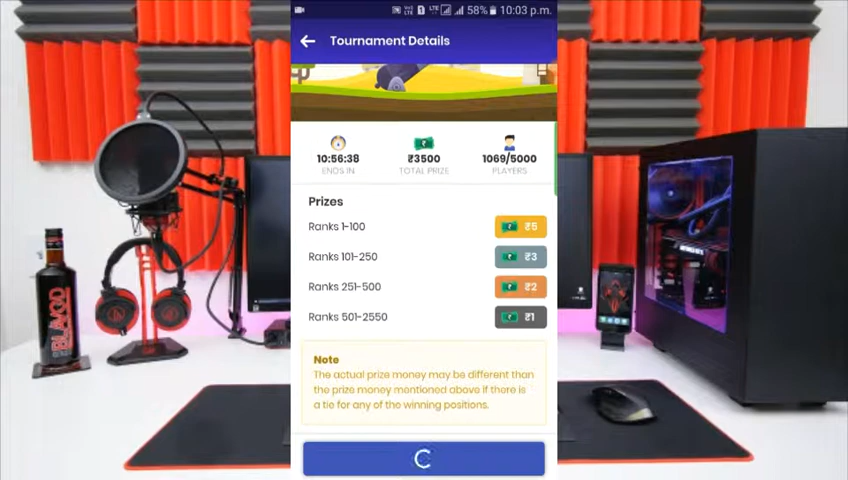 58% 10:03 p.m.
Tournament Details
10:56:38
ENDS IN
₹3500
TOTAL PRIZE
1069/5000
PLAYERS
Prizes
Ranks 1-100
₹5
Ranks 101-250
₹3
Ranks 251-500
₹2
Ranks 501-2550
₹1
Note
The actual prize money may be different than
the prize money mentioned above if there is
a tie for any of the winning positions.
BLAVOD